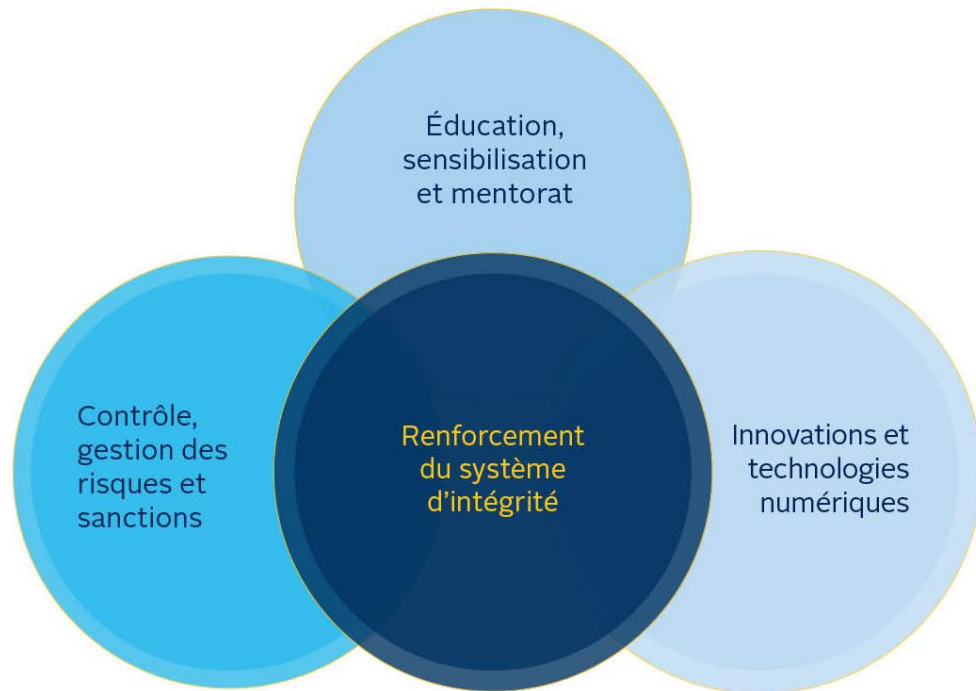 Éducation,
sensibilisation
et mentorat
Contrôle,
gestion des
risques et
sanctions
Renforcement
du système
d’intégrité
Innovations et
technologies
numériques